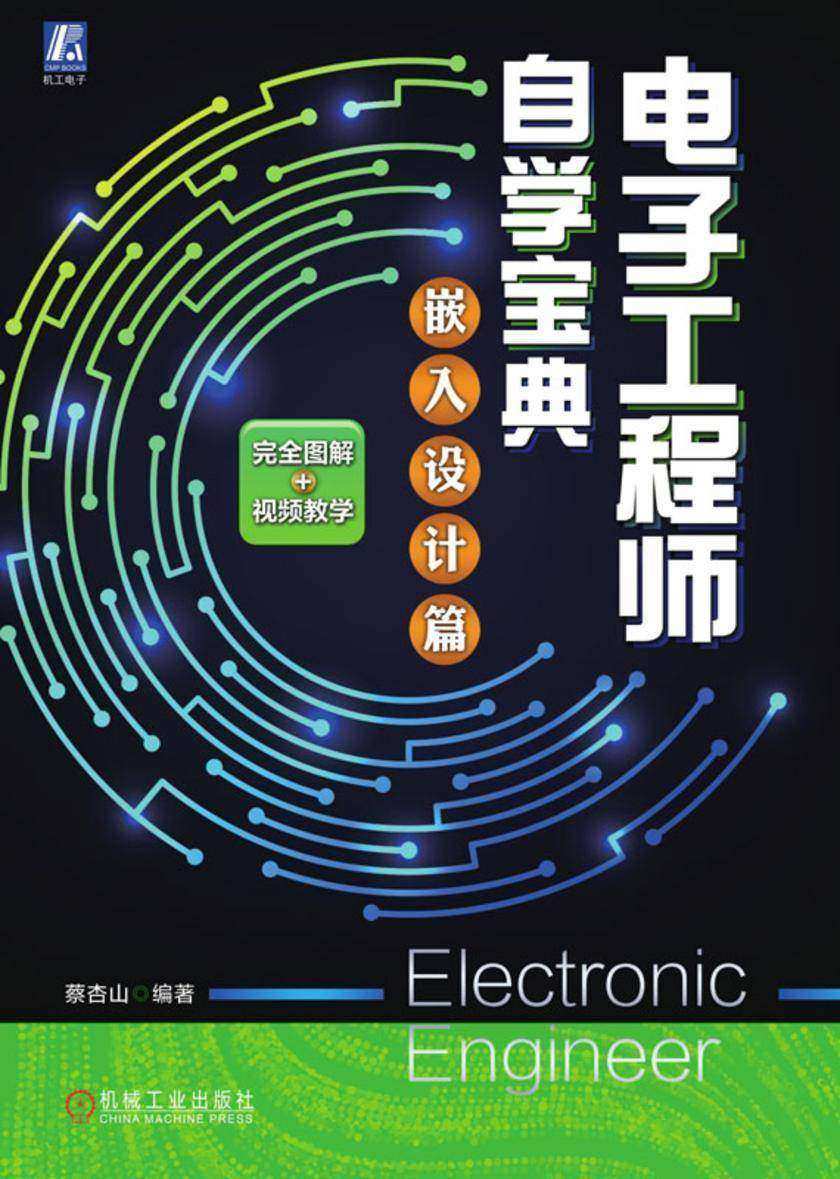 CMP BOOKS
机工电子
电子工程师
自学宝典
嵌入设计篇
完全图解
+
视频教学
蔡杏山 编著
Electronic
Engineer
机械工业出版社
CHINA MACHINE PRESS